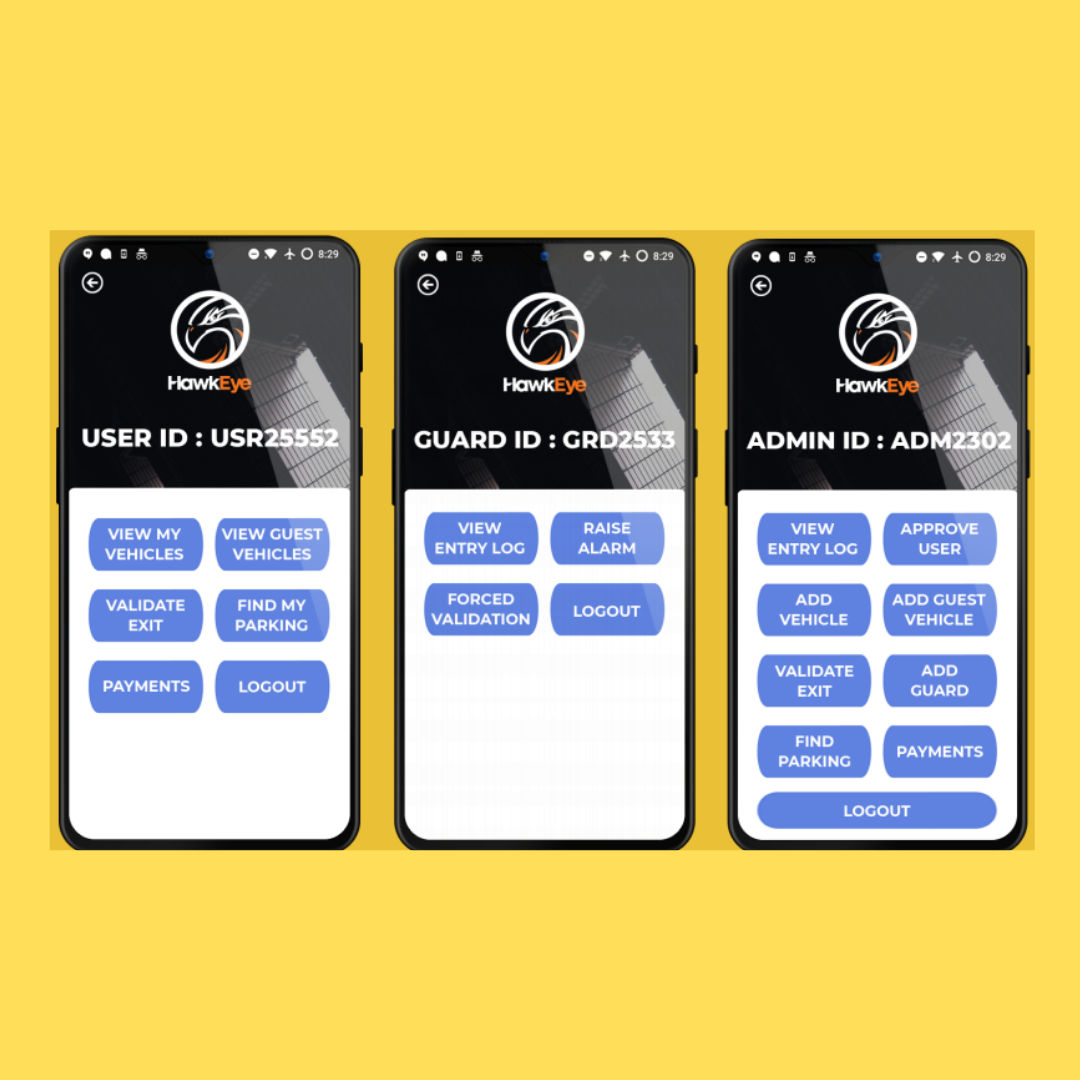 8:29
HawkEye
USER ID : USR25552
VIEW MY
VEHICLES
VIEW GUEST
VEHICLES
VALIDATE
EXIT
FIND MY
PARKING
PAYMENTS
LOGOUT
8:29
HawkEye
GUARD ID : GRD2533
VIEW
ENTRY LOG
RAISE
ALARM
FORCED
VALIDATION
LOGOUT
8:29
HawkEye
ADMIN ID : ADM2302
VIEW
ENTRY LOG
APPROVE
USER
ADD
VEHICLE
ADD GUEST
VEHICLE
VALIDATE
EXIT
ADD
GUARD
FIND
PARKING
PAYMENTS
LOGOUT